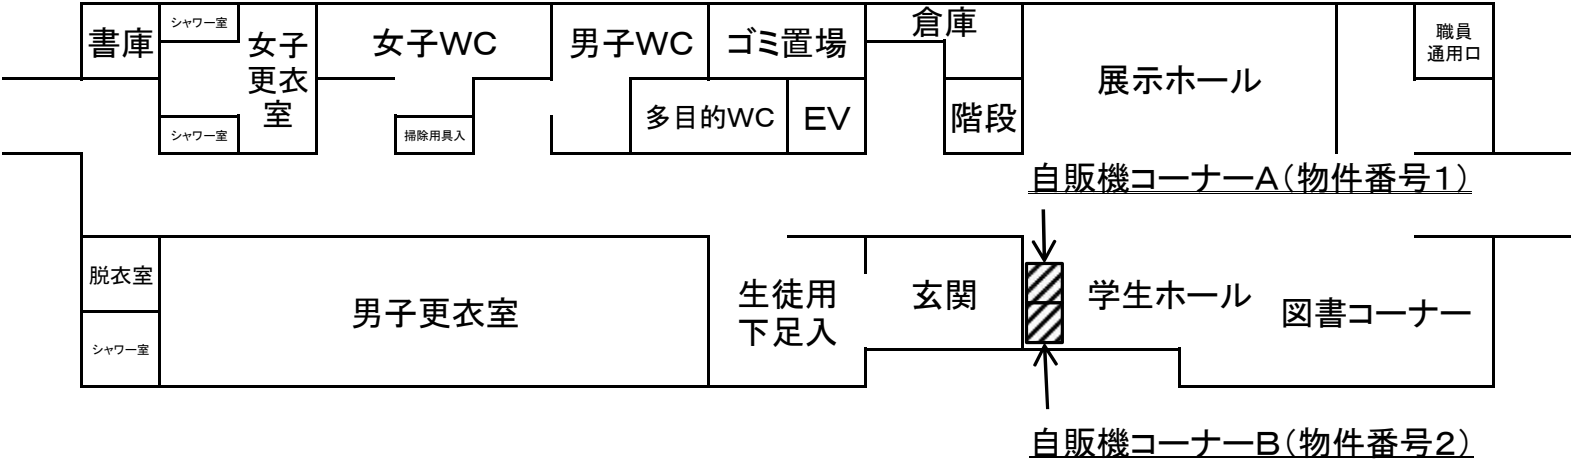 書庫
シャワー室
女子
更衣
室
シャワー室
女子WC
掃除用具入
男子WC
ゴミ置場
多目的WC
EV
倉庫
階段
展示ホール
職員
通用口
自販機コーナーA（物件番号1）
脱衣室
シャワー室
男子更衣室
生徒用
下足入
玄関
学生ホール
図書コーナー
自販機コーナーB（物件番号2）